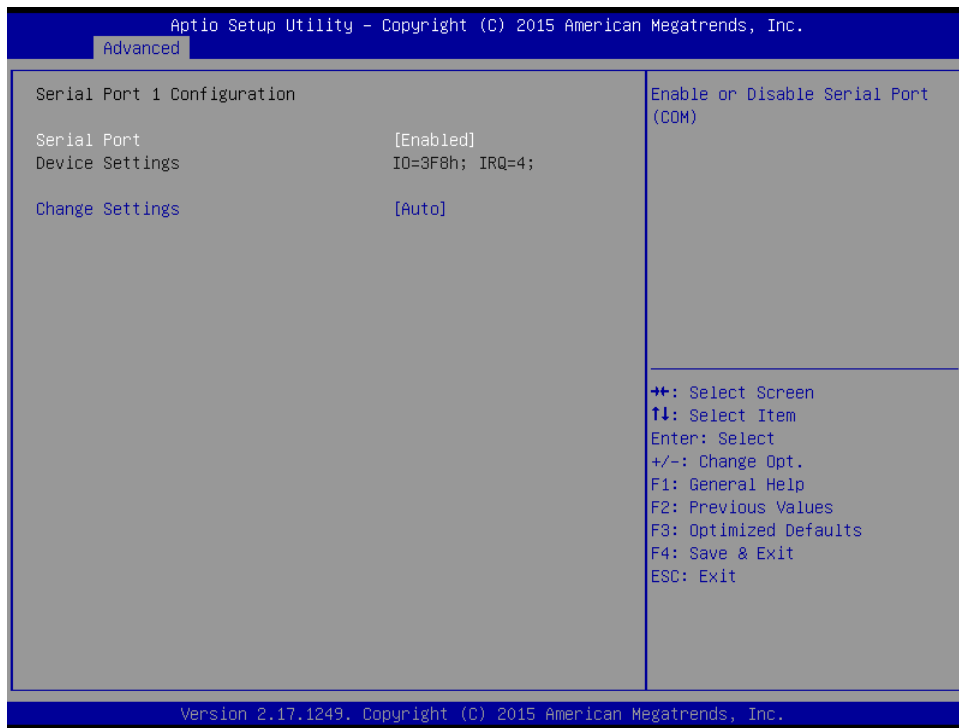 Aptio Setup Utility – Copyright (C) 2015 American Megatrends, Inc.
Advanced
Serial Port 1 Configuration
Serial Port [Enabled]
Device Settings IO=3F8h; IRQ=4;
Change Settings [Auto]
Enable or Disable Serial Port
(COM)
→←: Select Screen
↑↓: Select Item
Enter: Select
+/-: Change Opt.
F1: General Help
F2: Previous Values
F3: Optimized Defaults
F4: Save & Exit
ESC: Exit
Version 2.17.1249. Copyright (C) 2015 American Megatrends, Inc.